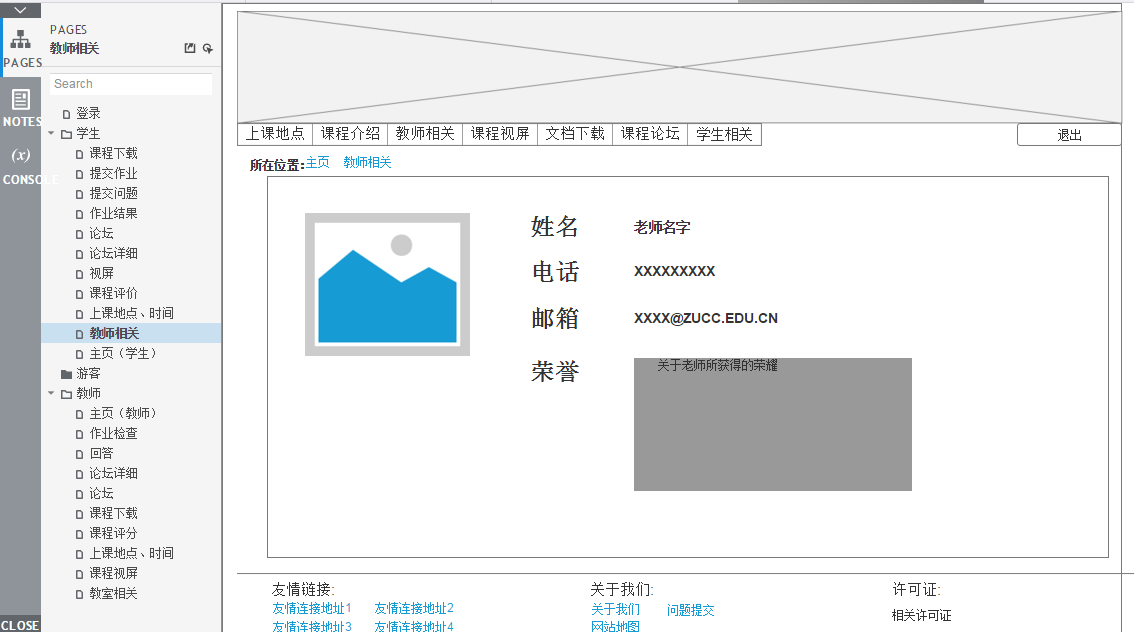 PAGES
教师相关
PAGES
Search
NOTES
(x)
CONSOLE
登录
学生
课程下载
提交作业
提交问题
作业结果
论坛
论坛详细
视屏
课程评价
上课地点、时间
教师相关
主页（学生）
游客
教师
主页（教师）
作业检查
回答
论坛详细
论坛
课程下载
课程评分
上课地点、时间
课程视屏
教室相关
CLOSE
上课地点 课程介绍 教师相关 课程视屏 文档下载 课程论坛 学生相关 退出
所在位置: 主页 教师相关
姓名 老师名字
电话 XXXXXXXXX
邮箱 XXXX@ZUCC.EDU.CN
荣誉 关于老师所获得的荣耀
友情链接: 关于我们: 许可证:
友情连接地址1 友情连接地址2 关于我们 问题提交 相关许可证
友情连接地址3 友情连接地址4 网站地图